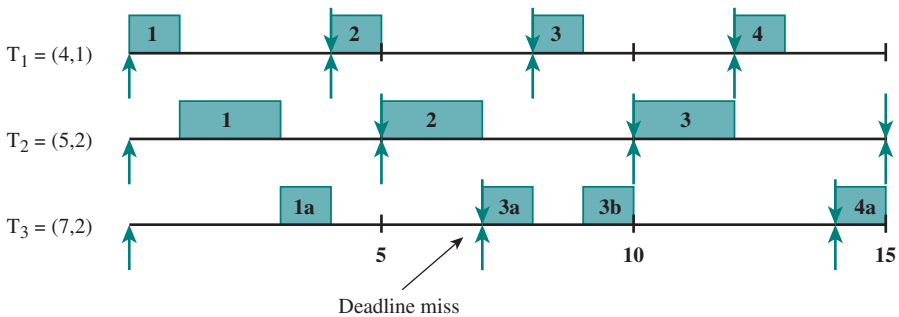 1 2 3 4
T1 = (4,1)
1 2 3
T2 = (5,2)
1a 3a 3b 4a
T3 = (7,2)
5 10 15
Deadline miss